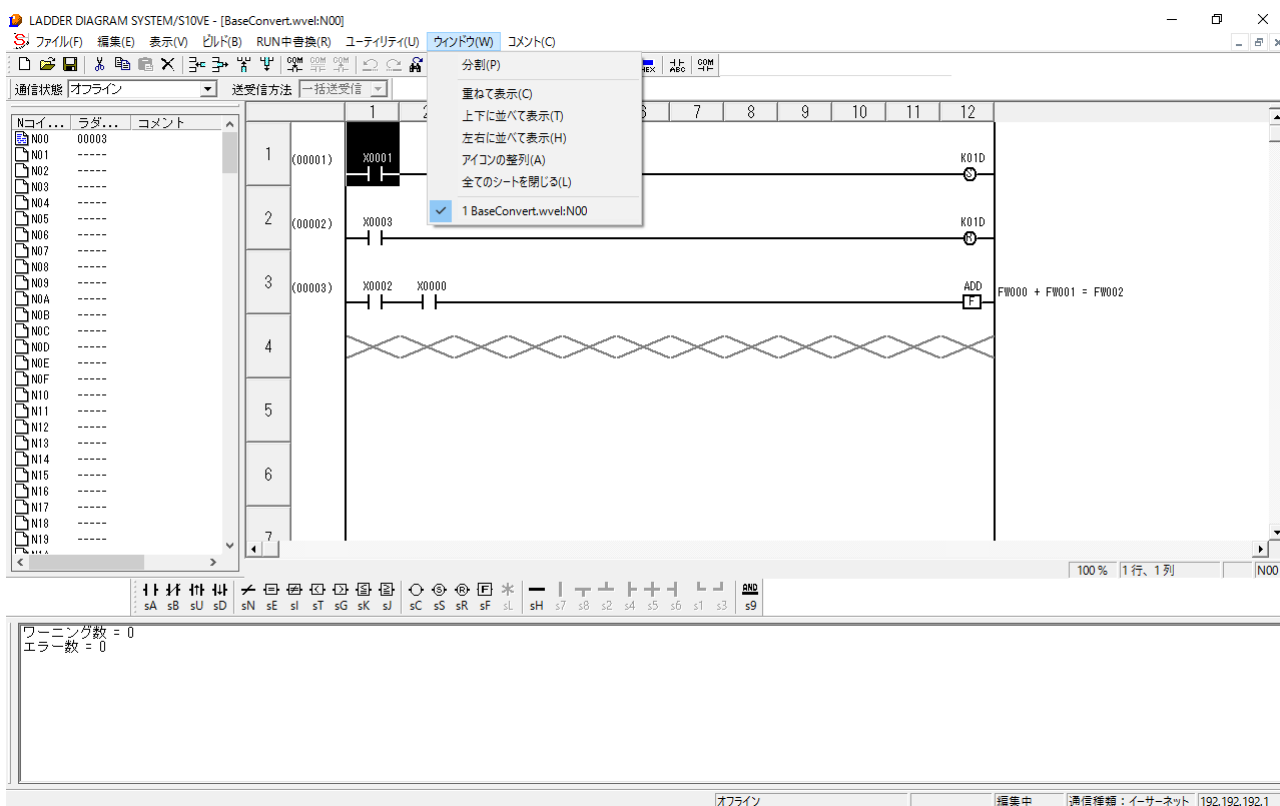 LADDER DIAGRAM SYSTEM/S10VE - [BaseConvert.wvel:N00]
ファイル(F) 編集(E) 表示(V) ビルド(B) RUN中書換(R) ユーティリティ(U) ウィンドウ(W) コメント(C)
分割(P)
重ねて表示(C)
上下に並べて表示(T)
左右に並べて表示(H)
アイコンの整列(A)
全てのシートを閉じる(L)
1 BaseConvert.wvel:N00
通信状態 オフライン 送受信方法 一括送受信
Nコイ... ラダ... コメント
N00 00003
N01 -----
N02 -----
N03 -----
N04 -----
N05 -----
N06 -----
N07 -----
N08 -----
N09 -----
N0A -----
N0B -----
N0C -----
N0D -----
N0E -----
N0F -----
N10 -----
N11 -----
N12 -----
N13 -----
N14 -----
N15 -----
N16 -----
N17 -----
N18 -----
N19 -----
1 7 8 9 10 11 12
1 (00001) X0001 K01D
S
2 (00002) X0003 K01D
R
3 (00003) X0002 X0000 ADD
F FW000 + FW001 = FW002
4
5
6
7
100 % 1行、1列 N00
sA sB sU sD sN sE sI sT sG sK sJ sC sS sR sF sL sH s7 s8 s2 s4 s5 s6 s1 s3 s9
ワーニング数 = 0
エラー数 = 0
オフライン 編集中 通信種類：イーサーネット 192.192.192.1